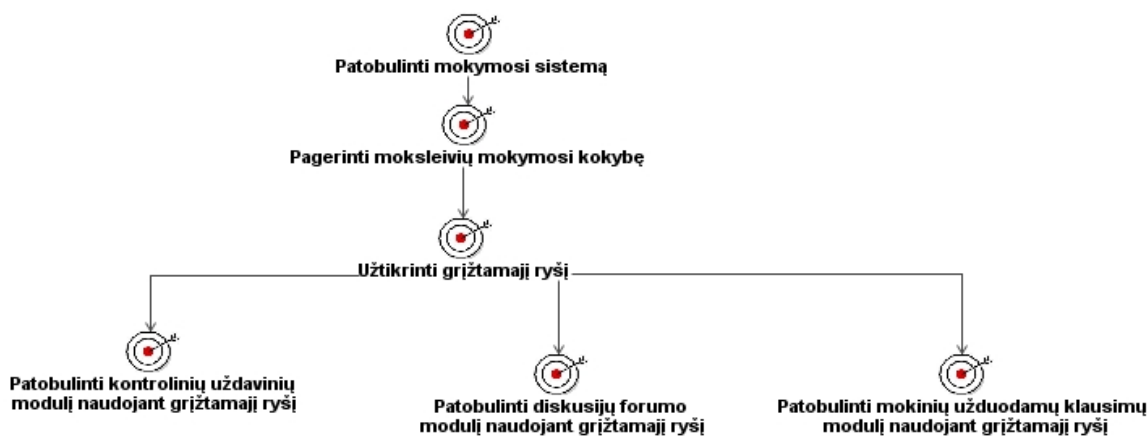 Patobulinti mokymosi sistemą
Pagerinti moksleivių mokymosi kokybę
Užtikrinti grįžtamąjį ryšį
Patobulinti kontrolinių uždavinių
modulį naudojant grįžtamąjį ryšį
Patobulinti diskusijų forumo
modulį naudojant grįžtamąjį ryšį
Patobulinti mokinių užduodamų klausimų
modulį naudojant grįžtamąjį ryšį